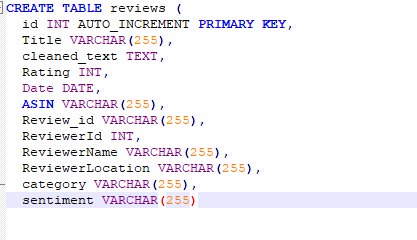 CREATE TABLE reviews (
id INT AUTO_INCREMENT PRIMARY KEY,
Title VARCHAR(255),
cleaned_text TEXT,
Rating INT,
Date DATE,
ASIN VARCHAR(255),
Review_id VARCHAR(255),
ReviewerId INT,
ReviewerName VARCHAR(255),
ReviewerLocation VARCHAR(255),
category VARCHAR(255),
sentiment VARCHAR(255)